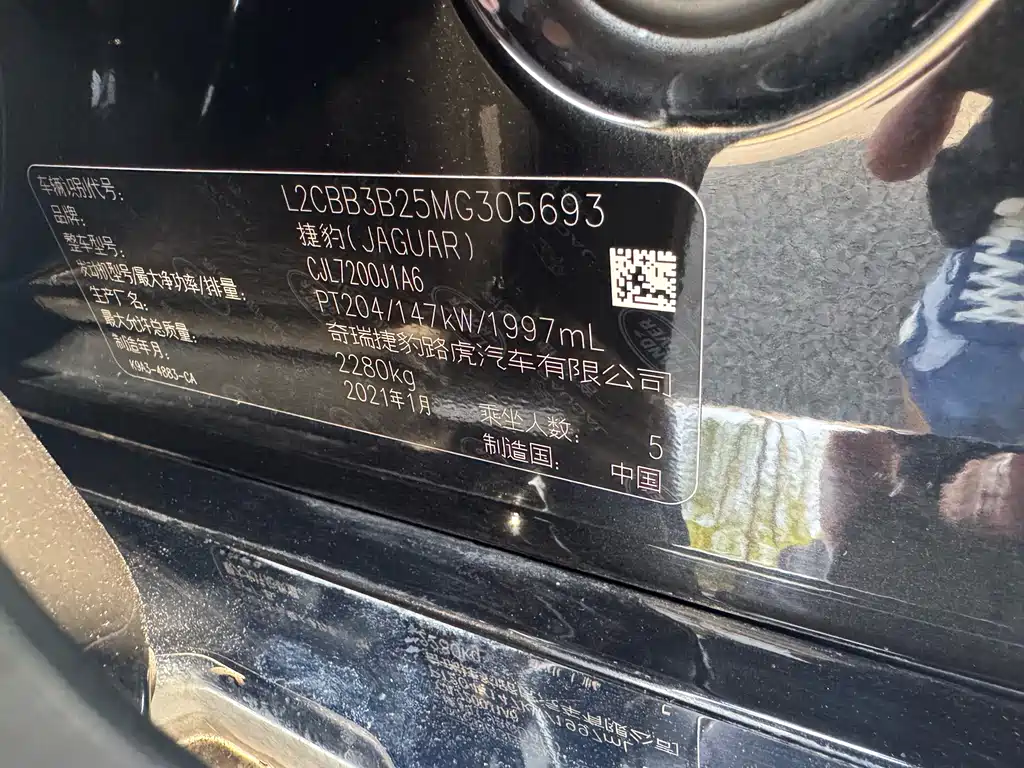 车辆识别代号: L2CBB3B25MG305693
品牌: 捷豹(JAGUAR)
整车型号: CJL7200J1A6
发动机型号/最大净功率/排量: PT204/147kW/1997mL
生产厂名: 奇瑞捷豹路虎汽车有限公司
最大允许总质量: 2280kg 乘坐人数: 5
制造年月: 2021年1月 制造国: 中国
K9A3-4883-CA